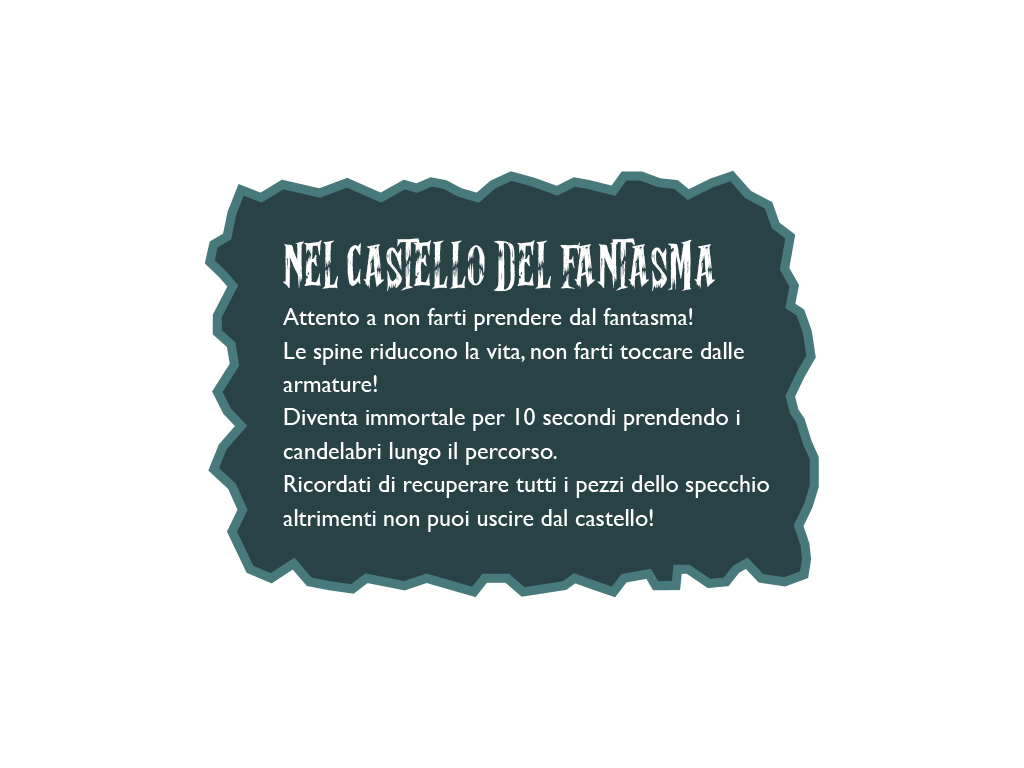 NEL CASTELLO DEL FANTASMA
Attento a non farti prendere dal fantasma!
Le spine riducono la vita, non farti toccare dalle
armature!
Diventa immortale per 10 secondi prendendo i
candelabri lungo il percorso.
Ricordati di recuperare tutti i pezzi dello specchio
altrimenti non puoi uscire dal castello!